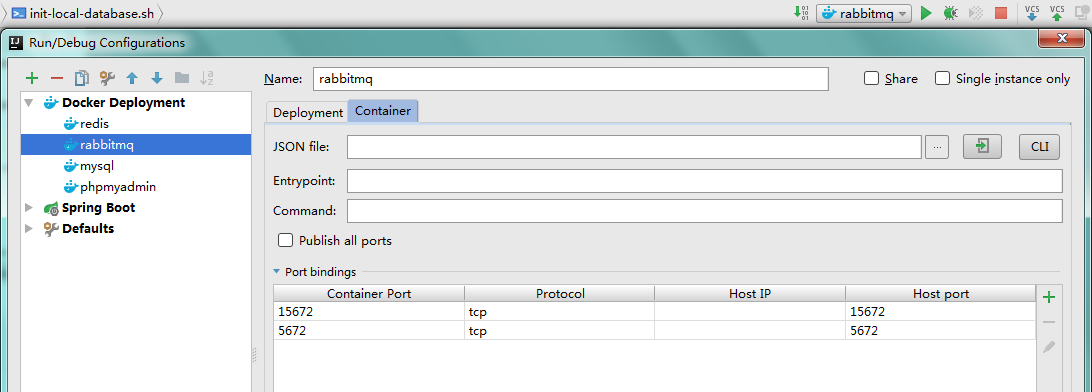 init-local-database.sh
rabbitmq
VCS VCS
Run/Debug Configurations
Name: rabbitmq Share Single instance only
Docker Deployment
redis
rabbitmq
mysql
phpmyadmin
Spring Boot
Defaults
Deployment Container
JSON file: ... CLI
Entrypoint:
Command:
Publish all ports
Port bindings
Container Port Protocol Host IP Host port
15672 tcp 15672
5672 tcp 5672